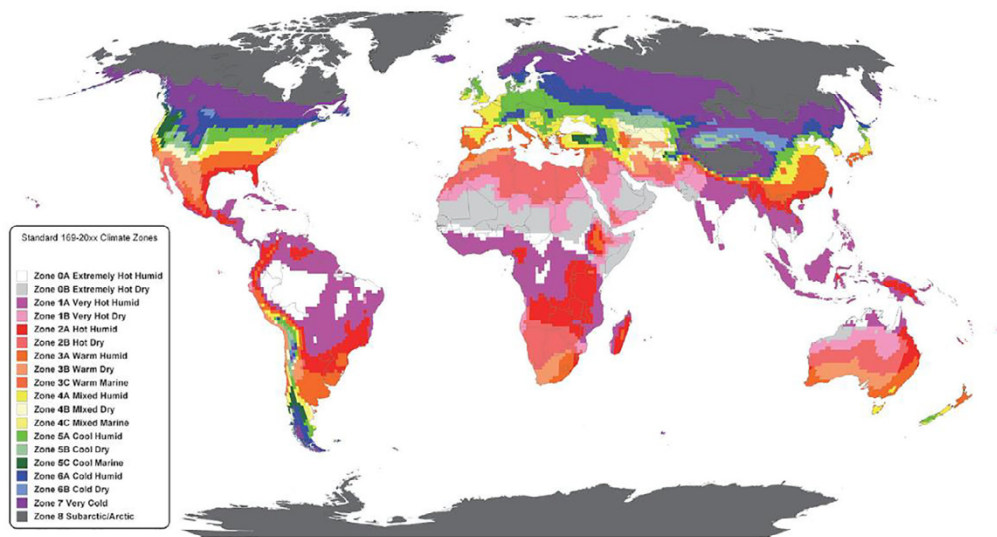 Standard 169-20xx Climate Zones
Zone 0A Extremely Hot Humid
Zone 0B Extremely Hot Dry
Zone 1A Very Hot Humid
Zone 1B Very Hot Dry
Zone 2A Hot Humid
Zone 2B Hot Dry
Zone 3A Warm Humid
Zone 3B Warm Dry
Zone 3C Warm Marine
Zone 4A Mixed Humid
Zone 4B Mixed Dry
Zone 4C Mixed Marine
Zone 5A Cool Humid
Zone 5B Cool Dry
Zone 5C Cool Marine
Zone 6A Cold Humid
Zone 6B Cold Dry
Zone 7 Very Cold
Zone 8 Subarctic/Arctic